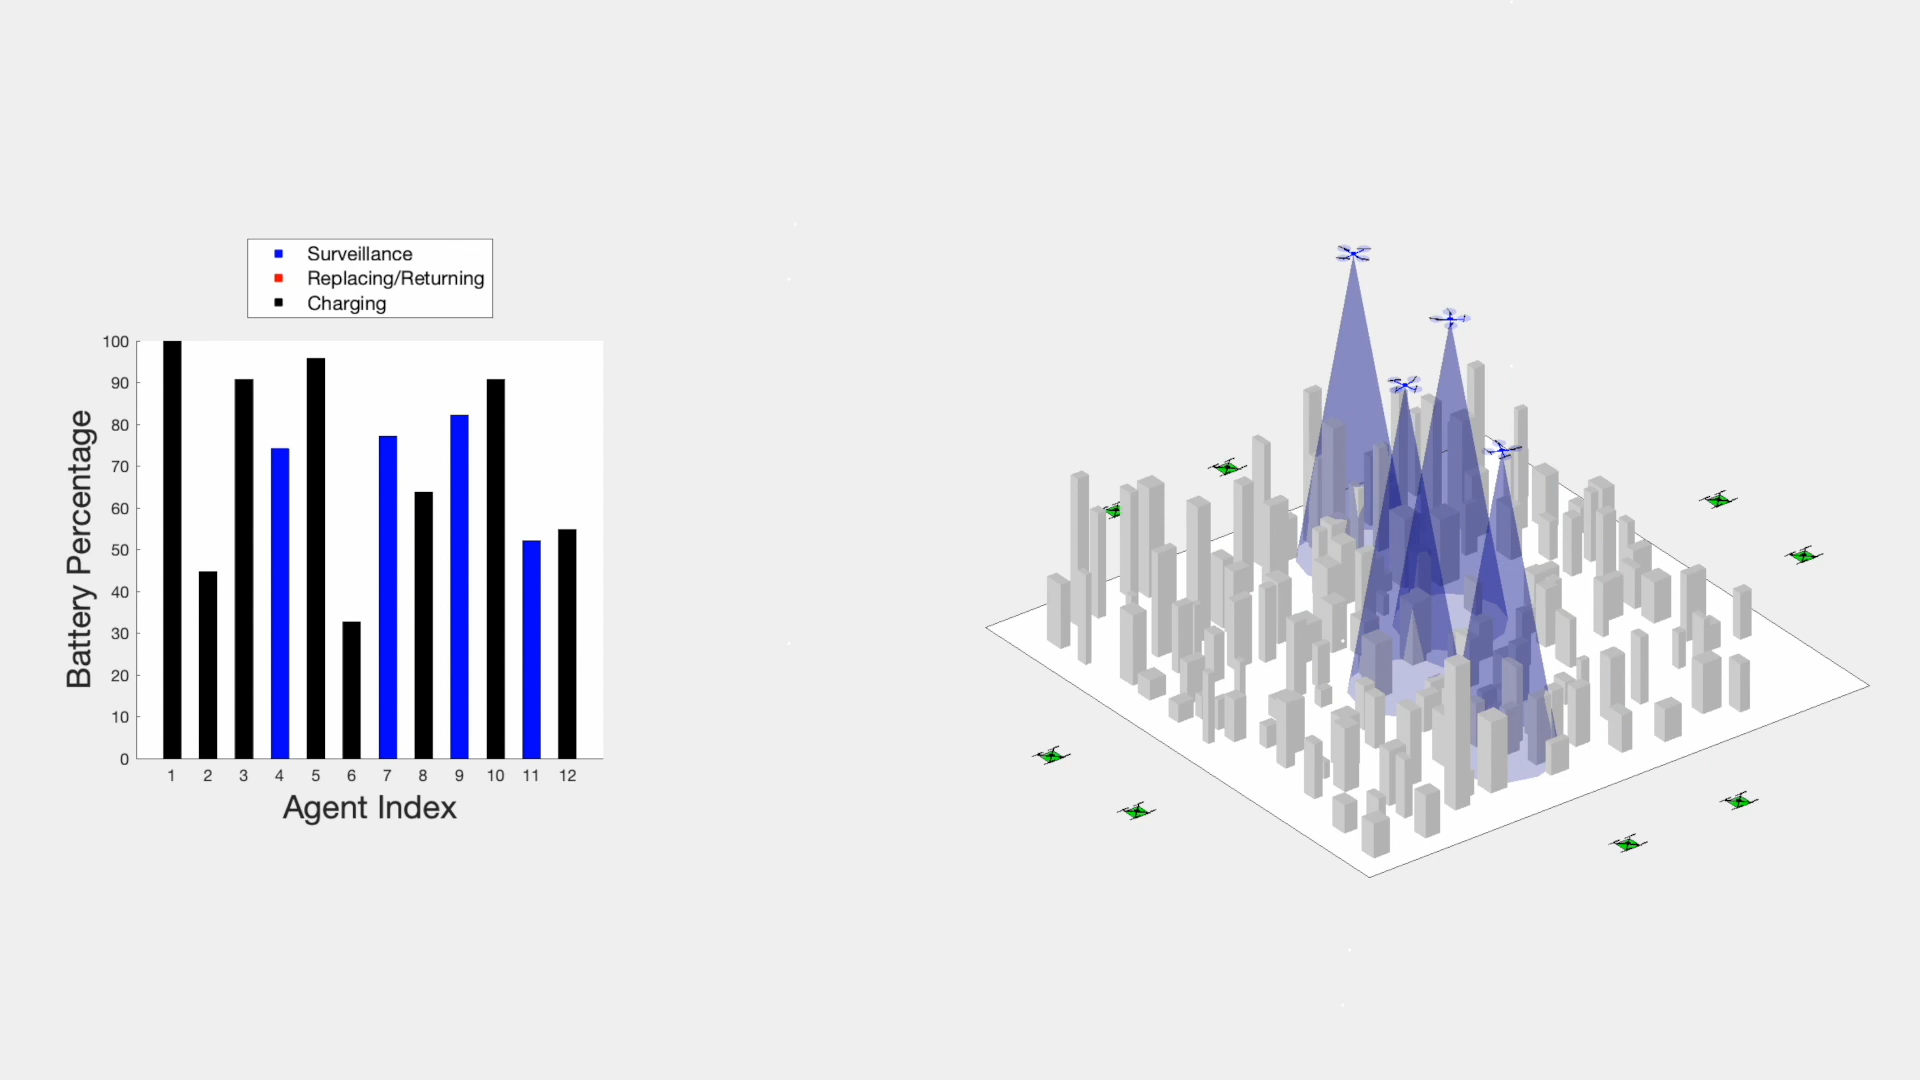 Surveillance
Replacing/Returning
Charging
100
90
80
70
60
50
40
30
20
10
0
Battery Percentage
1 2 3 4 5 6 7 8 9 10 11 12
Agent Index